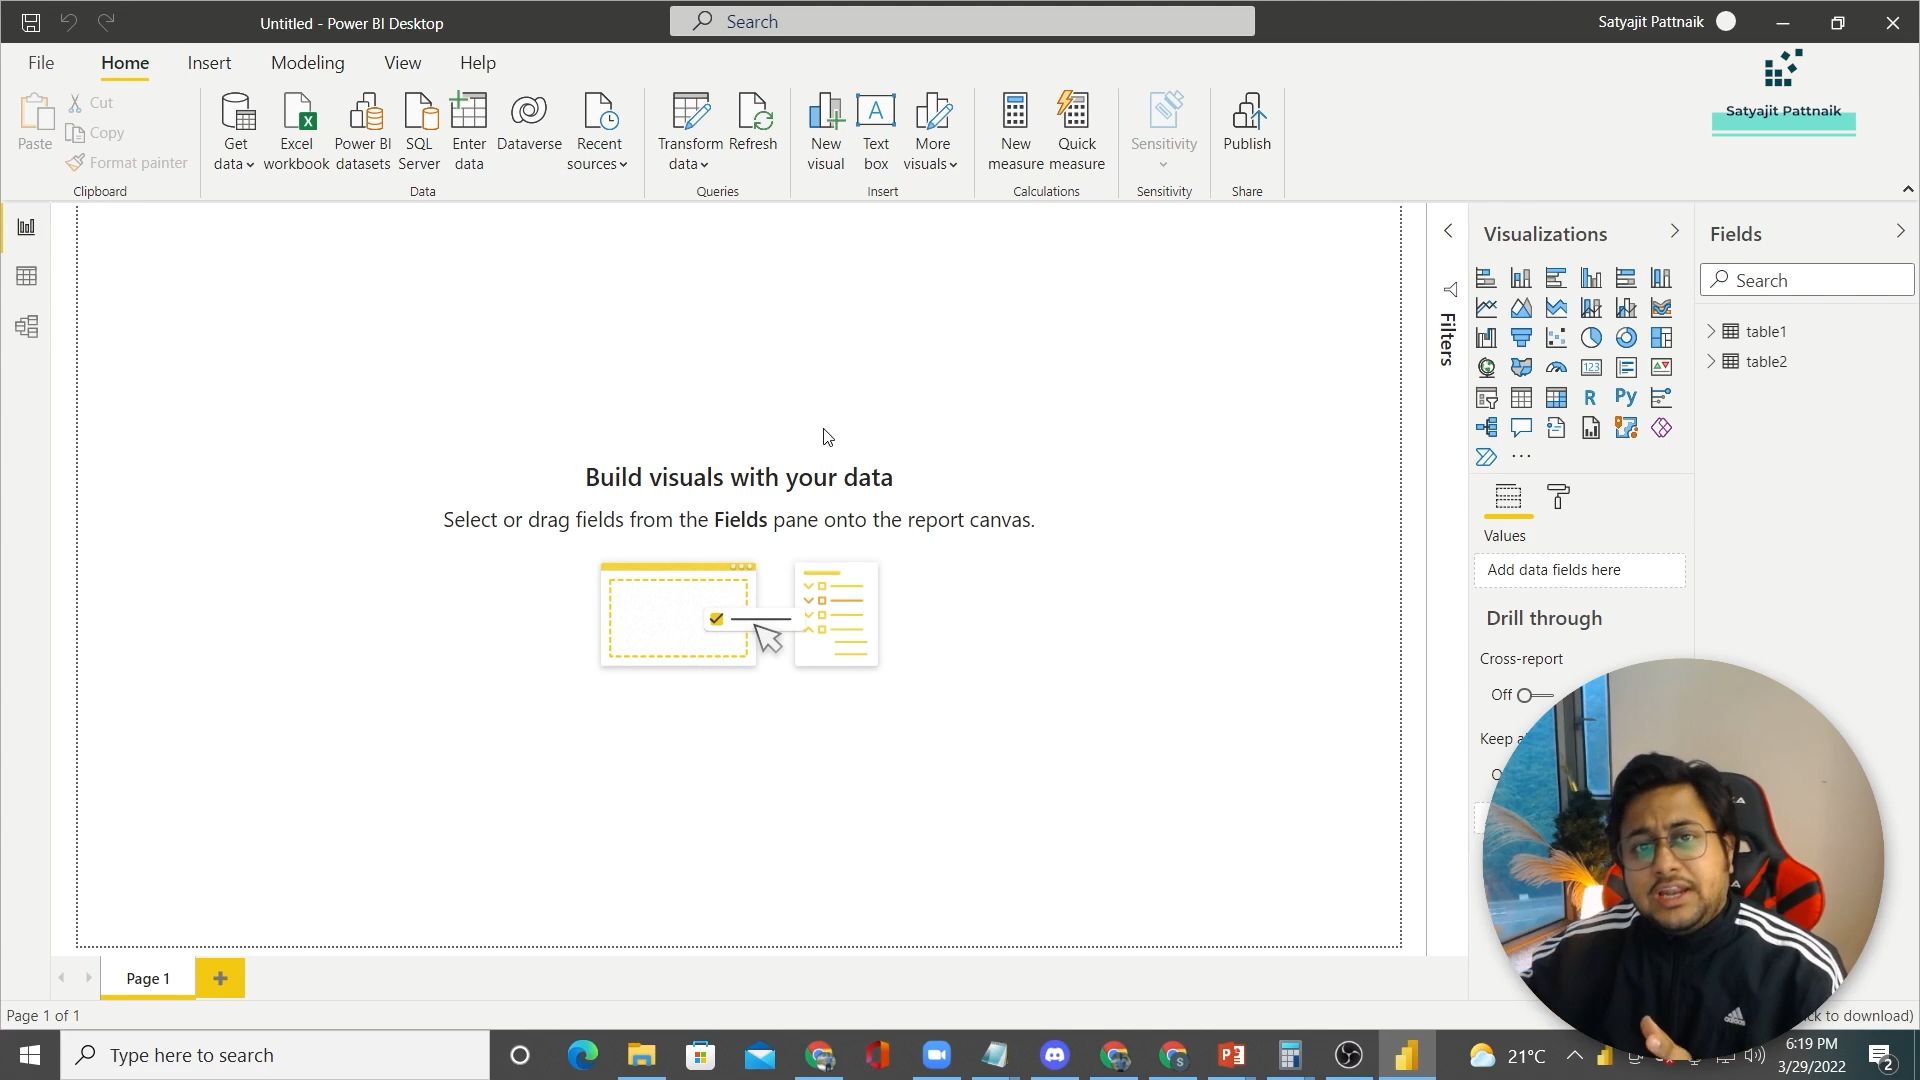 Untitled - Power BI Desktop
Search
Satyajit Pattnaik
File Home Insert Modeling View Help
Satyajit Pattnaik
Paste
Cut
Copy
Format painter
Clipboard
Get data
Excel workbook
Power BI datasets
SQL Server
Enter data
Dataverse
Recent sources
Data
Transform data
Refresh
Queries
New visual
Text box
More visuals
Insert
New measure
Quick measure
Calculations
Sensitivity
Sensitivity
Publish
Share
Build visuals with your data
Select or drag fields from the Fields pane onto the report canvas.
Filters
Visualizations
123
R
Py
Values
Add data fields here
Drill through
Cross-report
Off
Keep a
Fields
Search
table1
table2
Page 1
Page 1 of 1
ck to download)
Type here to search
21°C
6:19 PM
3/29/2022
2